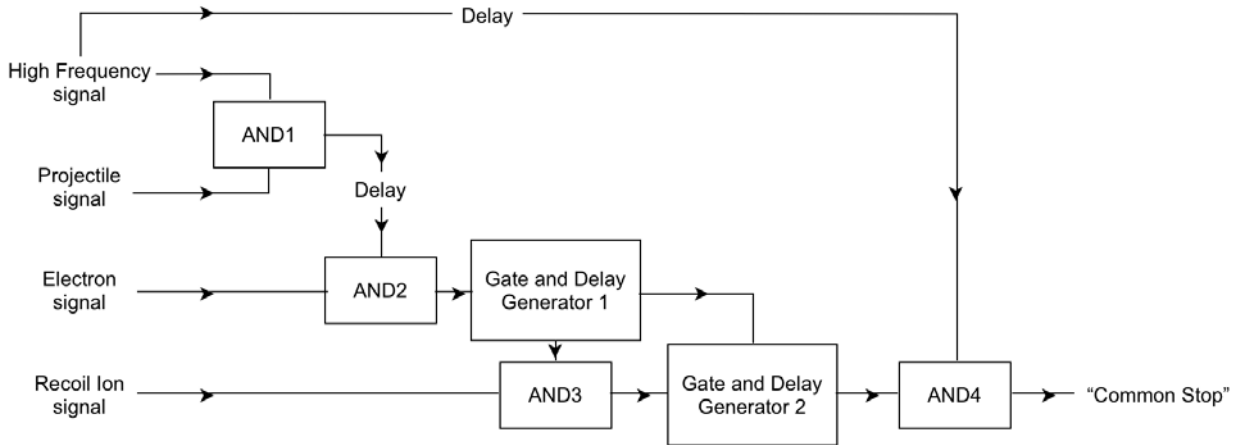 Delay
High Frequency
signal
AND1
Projectile
signal
Delay
Electron
signal
AND2
Gate and Delay
Generator 1
Recoil Ion
signal
AND3
Gate and Delay
Generator 2
AND4
“Common Stop”